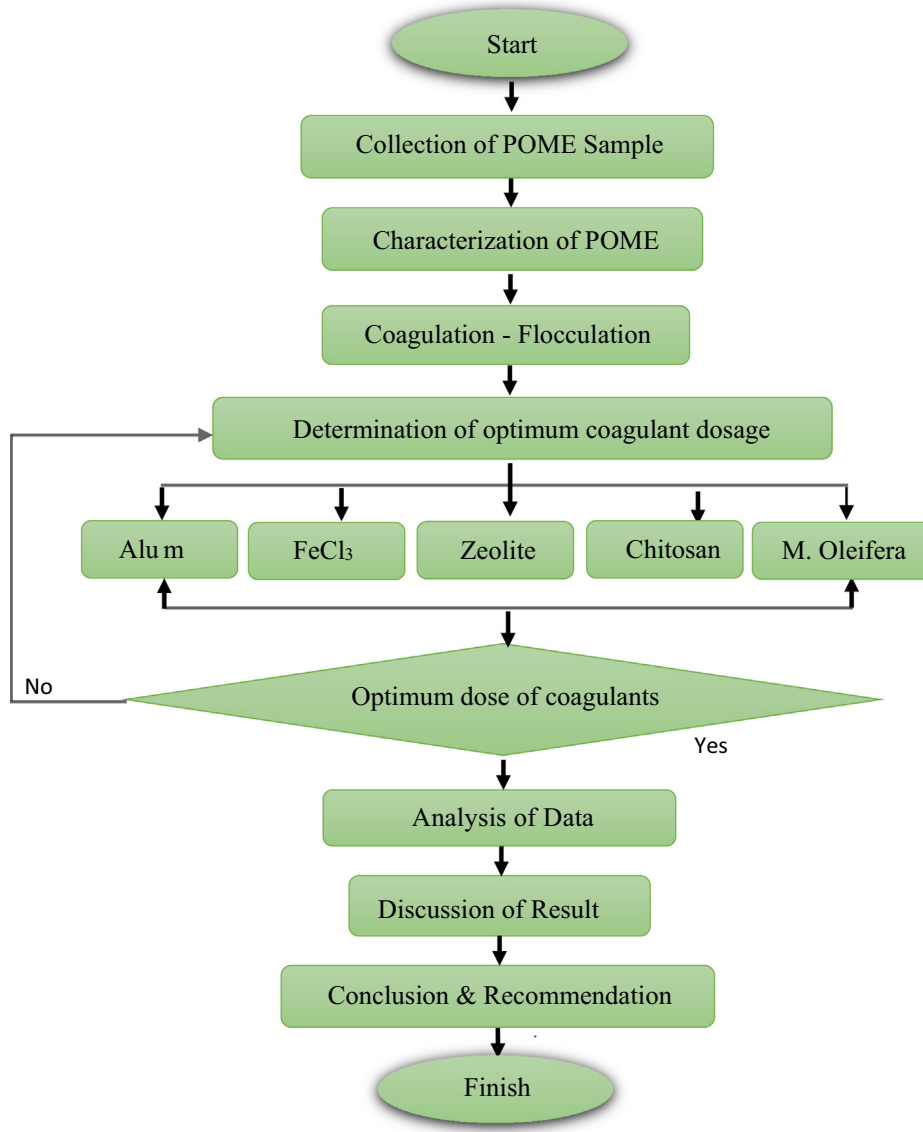 Start
Collection of POME Sample
Characterization of POME
Coagulation - Flocculation
Determination of optimum coagulant dosage
Alu m
FeCl₃
Zeolite
Chitosan
M. Oleifera
No
Optimum dose of coagulants
Yes
Analysis of Data
Discussion of Result
Conclusion & Recommendation
Finish